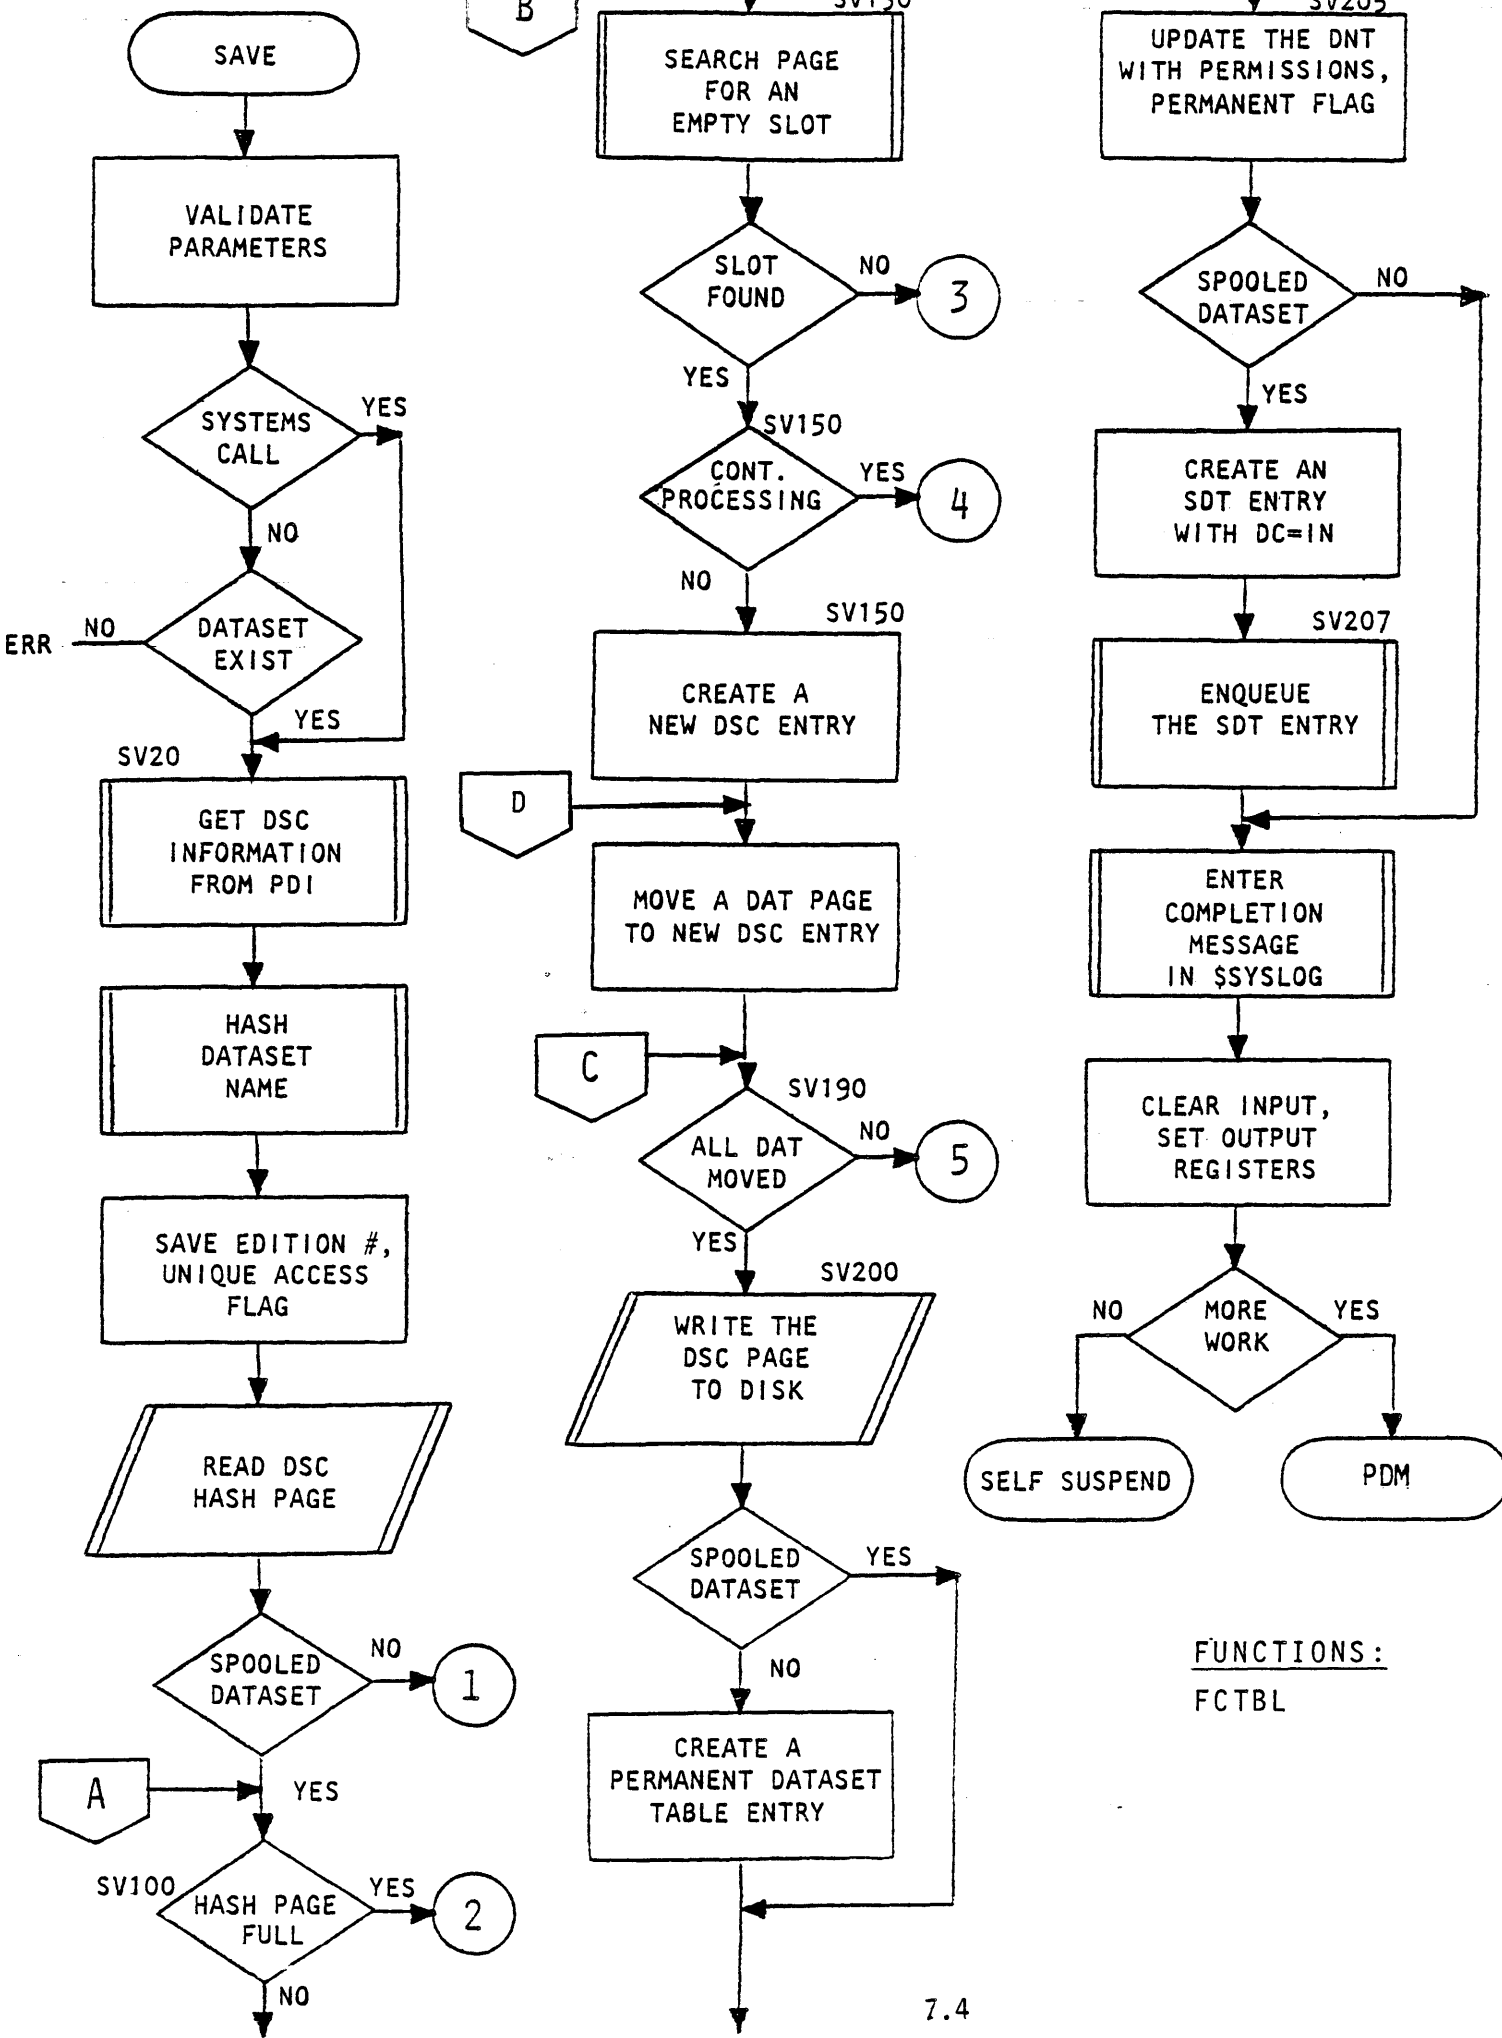 SAVE
VALIDATE
PARAMETERS
SYSTEMS
CALL
YES
NO
DATASET
EXIST
NO
ERR
YES
SV20
GET DSC
INFORMATION
FROM PDI
HASH
DATASET
NAME
SAVE EDITION #,
UNIQUE ACCESS
FLAG
READ DSC
HASH PAGE
SPOOLED
DATASET
NO
1
A
YES
SV100
HASH PAGE
FULL
YES
2
NO
B
SEARCH PAGE
FOR AN
EMPTY SLOT
SLOT
FOUND
NO
3
YES
SV150
CONT.
PROCESSING
YES
4
NO
SV150
CREATE A
NEW DSC ENTRY
D
MOVE A DAT PAGE
TO NEW DSC ENTRY
C
SV190
ALL DAT
MOVED
NO
5
YES
SV200
WRITE THE
DSC PAGE
TO DISK
SPOOLED
DATASET
YES
NO
CREATE A
PERMANENT DATASET
TABLE ENTRY
SV205
UPDATE THE DNT
WITH PERMISSIONS,
PERMANENT FLAG
SPOOLED
DATASET
NO
YES
CREATE AN
SDT ENTRY
WITH DC=IN
SV207
ENQUEUE
THE SDT ENTRY
ENTER
COMPLETION
MESSAGE
IN $SYSLOG
CLEAR INPUT,
SET OUTPUT
REGISTERS
MORE
WORK
NO
YES
SELF SUSPEND
PDM
FUNCTIONS:
FCTBL
7.4